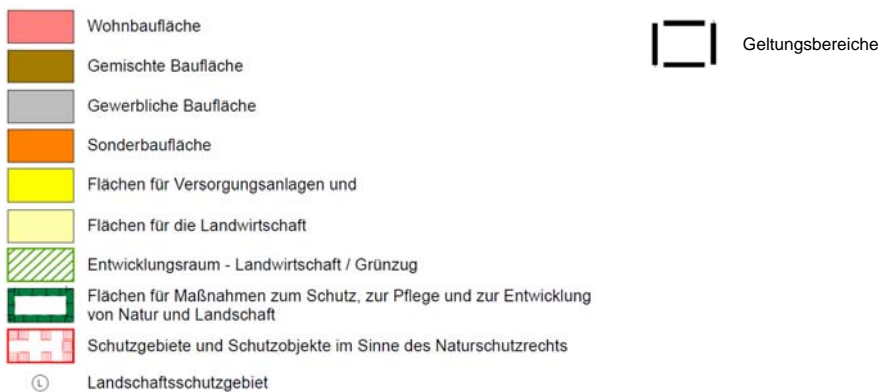 Wohnbaufläche
Gemischte Baufläche
Gewerbliche Baufläche
Sonderbaufläche
Flächen für Versorgungsanlagen und
Flächen für die Landwirtschaft
Entwicklungsraum - Landwirtschaft / Grünzug
Flächen für Maßnahmen zum Schutz, zur Pflege und zur Entwicklung
von Natur und Landschaft
Schutzgebiete und Schutzobjekte im Sinne des Naturschutzrechts
L Landschaftsschutzgebiet
Geltungsbereiche